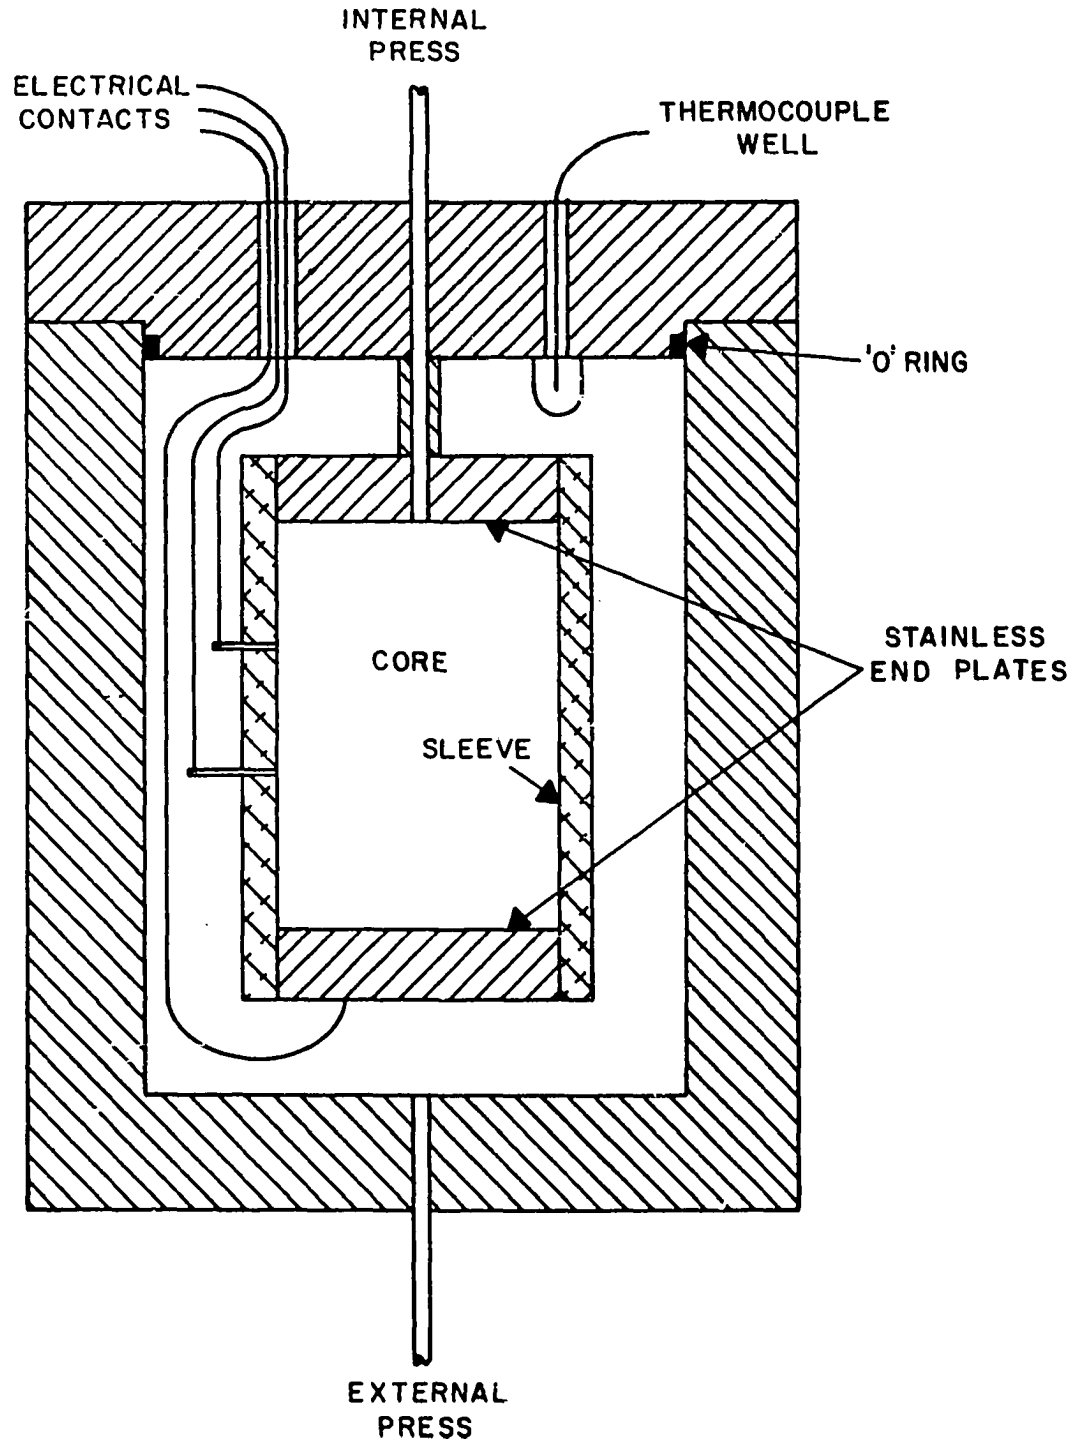 INTERNAL
PRESS
ELECTRICAL
CONTACTS
THERMOCOUPLE
WELL
'O' RING
STAINLESS
END PLATES
CORE
SLEEVE
EXTERNAL
PRESS